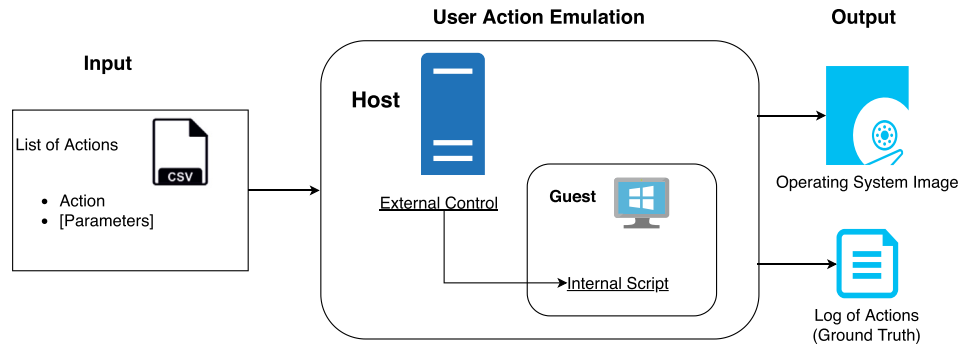 User Action Emulation
Output
Input
Host
List of Actions
CSV
• Action
• [Parameters]
External Control
Guest
Internal Script
Operating System Image
Log of Actions
(Ground Truth)